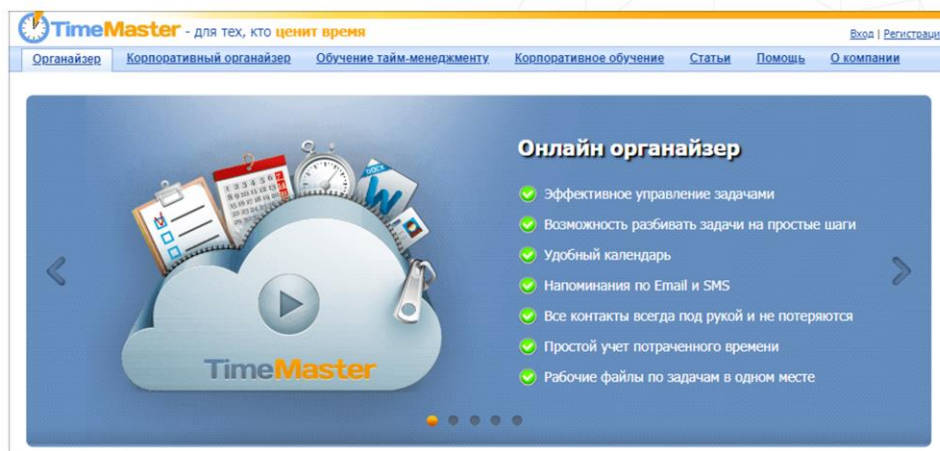 TimeMaster - для тех, кто ценит время
Вход | Регистраци
Органайзер Корпоративный органайзер Обучение тайм-менеджменту Корпоративное обучение Статьи Помощь О компании
Онлайн органайзер
Эффективное управление задачами
Возможность разбивать задачи на простые шаги
Удобный календарь
Напоминания по Email и SMS
Все контакты всегда под рукой и не потеряются
Простой учет потраченного времени
Рабочие файлы по задачам в одном месте
DOCX
W
TimeMaster